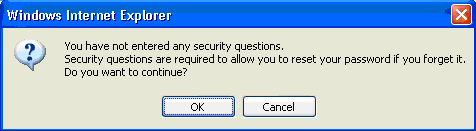 Windows Internet Explorer
You have not entered any security questions.
Security questions are required to allow you to reset your password if you forget it.
Do you want to continue?
OK Cancel